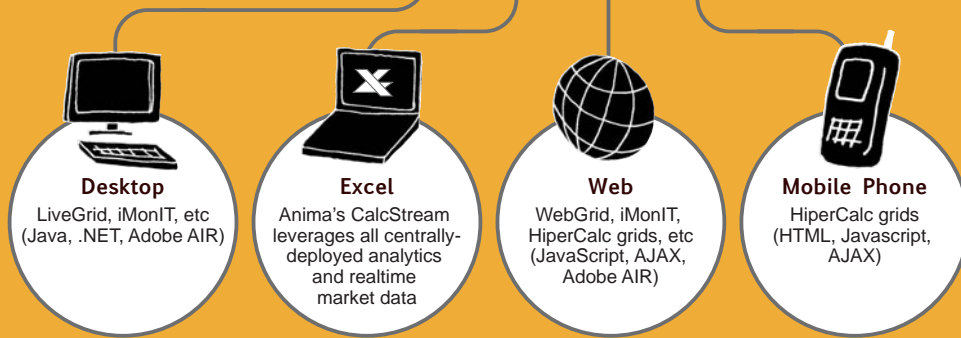 Desktop
LiveGrid, iMonIT, etc
(Java, .NET, Adobe AIR)
Excel
Anima's CalcStream
leverages all centrally-
deployed analytics
and realtime
market data
Web
WebGrid, iMonIT,
HiperCalc grids, etc
(JavaScript, AJAX,
Adobe AIR)
Mobile Phone
HiperCalc grids
(HTML, Javascript,
AJAX)